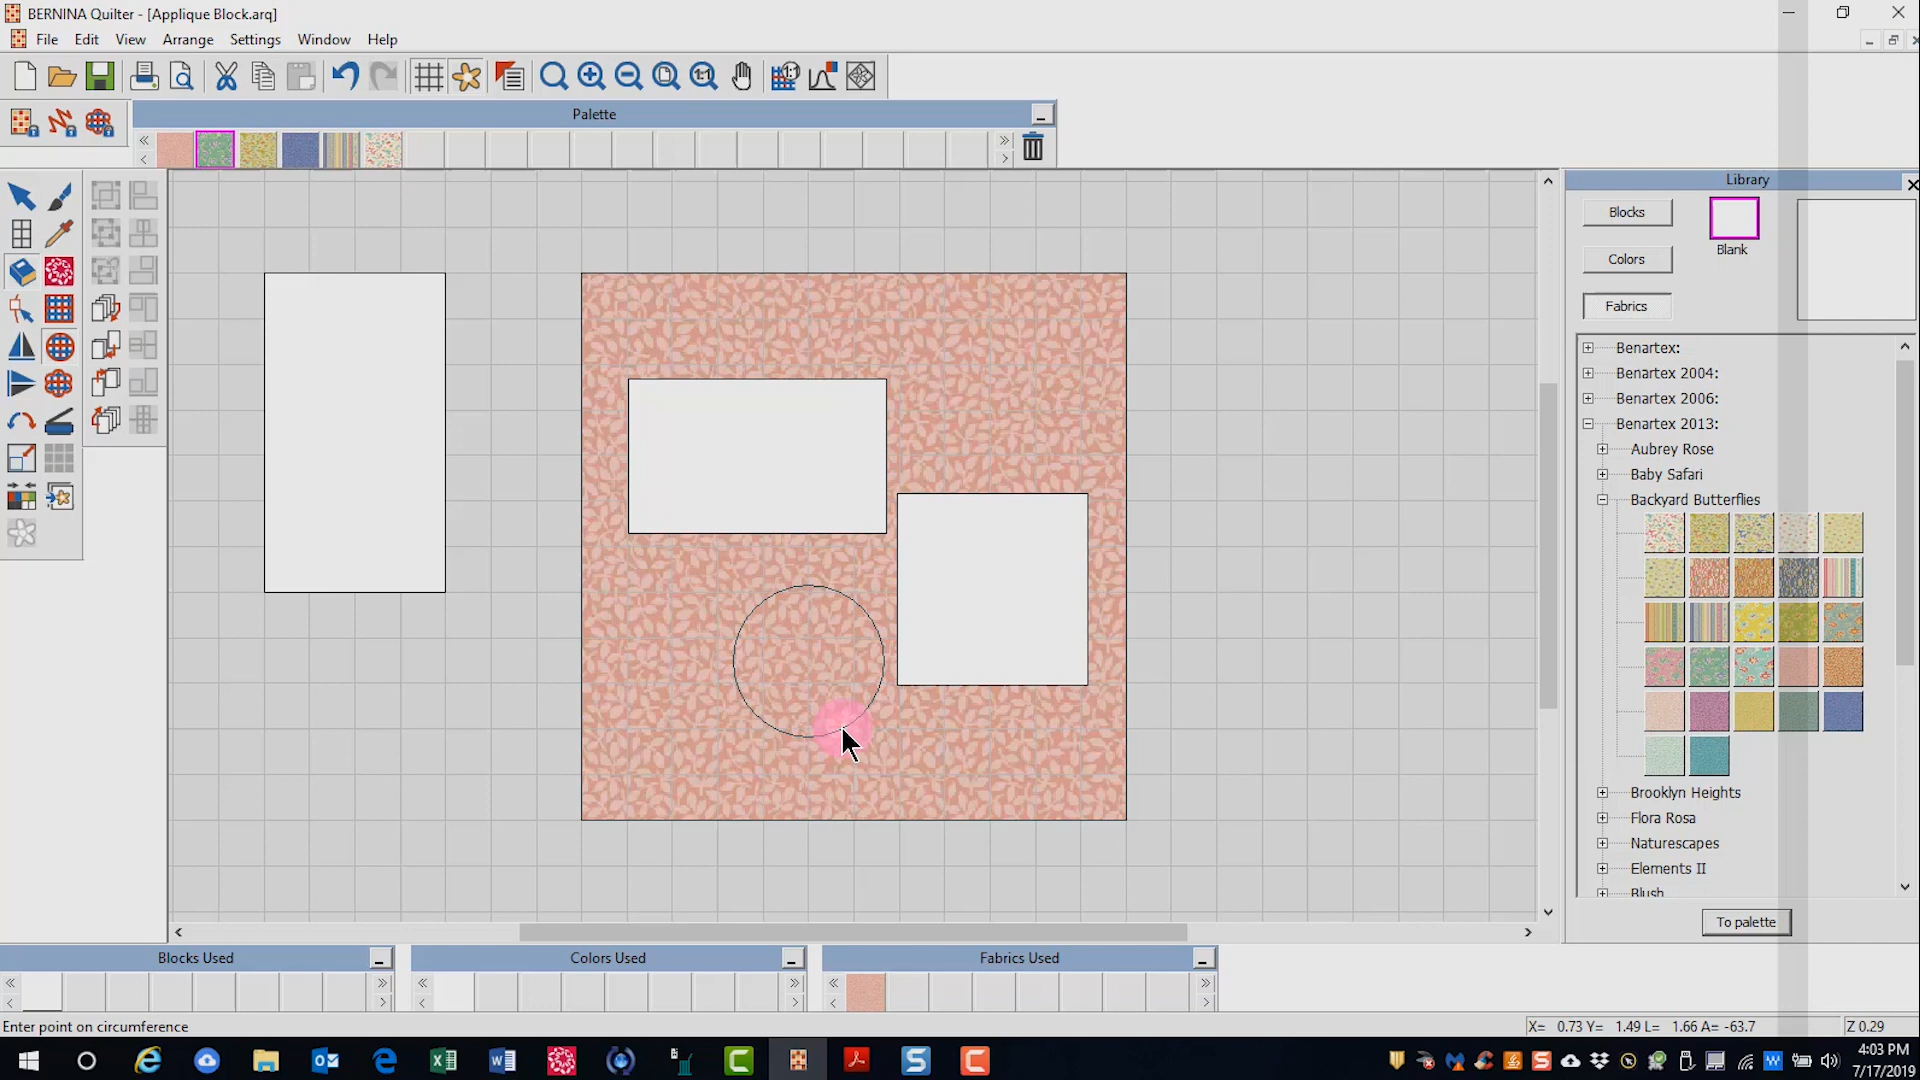 BERNINA Quilter - [Applique Block.arq]
File Edit View Arrange Settings Window Help
Palette
Library
Blocks
Blank
Colors
Fabrics
Benartex:
Benartex 2004:
Benartex 2006:
Benartex 2013:
Aubrey Rose
Baby Safari
Backyard Butterflies
Brooklyn Heights
Flora Rosa
Naturescapes
Elements II
Blush
To palette
Blocks Used
Colors Used
Fabrics Used
Enter point on circumference
X= 0.73 Y= 1.49 L= 1.66 A= -63.7
Z 0.29
4:03 PM
7/17/2019